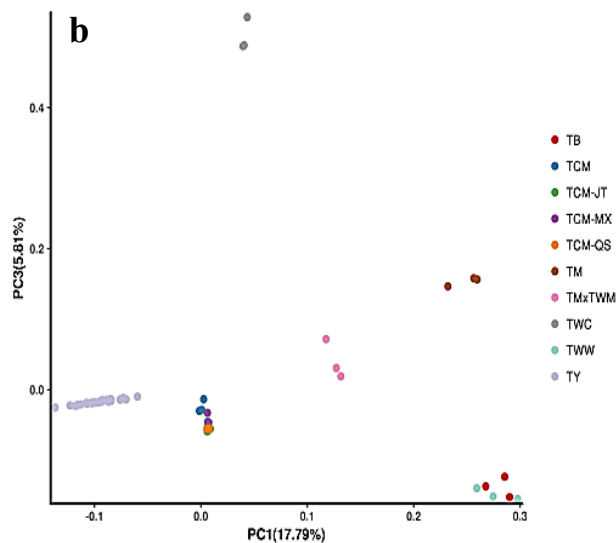 b
PC3(5.81%)
0.4
0.2
0.0
-0.1
0.0
0.1
0.2
0.3
PC1(17.79%)
TB
TCM
TCM-JT
TCM-MX
TCM-QS
TM
TMxTWM
TWC
TWW
TY